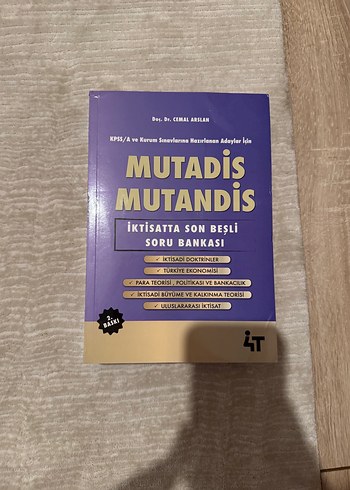 Doç. Dr. CEMAL ARSLAN
KPSS/A ve Kurum Sınavlarına Hazırlanan Adaylar İçin
MUTADİS
MUTANDİS
İKTİSATTA SON BEŞLİ
SORU BANKASI
✓ İKTİSADİ DOKTRİNLER
✓ TÜRKİYE EKONOMİSİ
✓ PARA TEORİSİ , POLİTİKASI VE BANKACILIK
✓ İKTİSADİ BÜYÜME VE KALKINMA TEORİSİ
✓ ULUSLARARASI İKTİSAT
2.
BASKI
4T